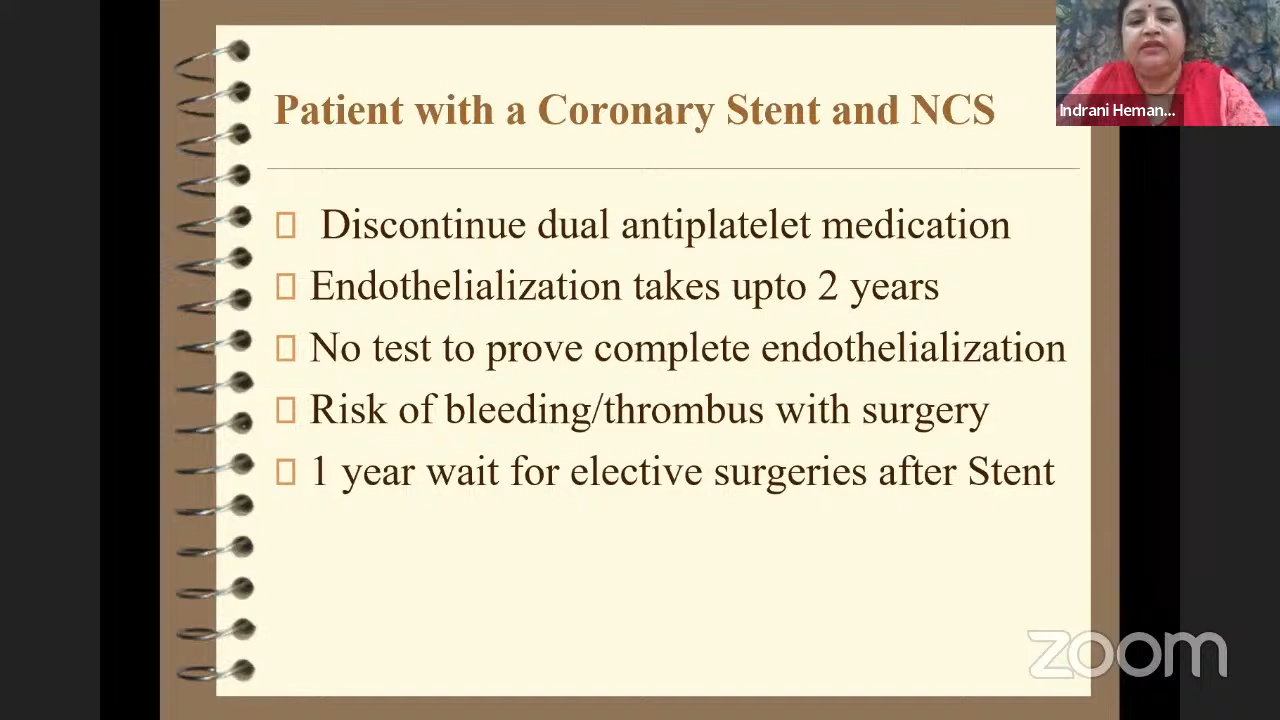 Patient with a Coronary Stent and NCS
Indrani Heman...
Discontinue dual antiplatelet medication
Endothelialization takes upto 2 years
No test to prove complete endothelialization
Risk of bleeding/thrombus with surgery
1 year wait for elective surgeries after Stent
zoom